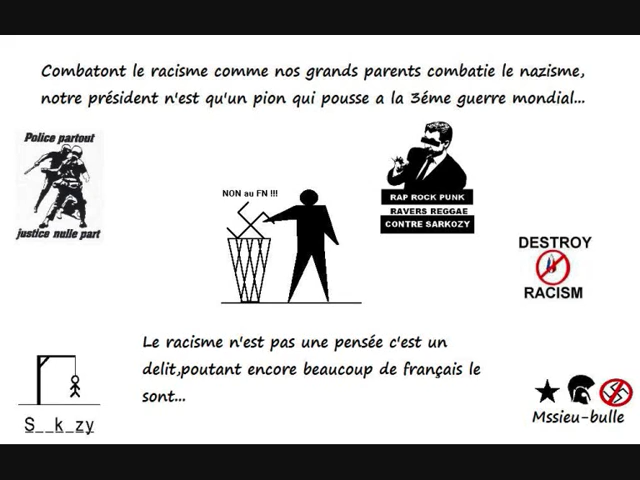 Combatont le racisme comme nos grands parents combatie le nazisme,
notre président n'est qu'un pion qui pousse a la 3éme guerre mondial...
Police partout
justice nulle part
NON au FN !!!
RAP ROCK PUNK
RAVERS REGGAE
CONTRE SARKOZY
DESTROY
RACISM
Le racisme n'est pas une pensée c'est un
delit,poutant encore beaucoup de français le
sont...
S__k_zy
Mssieu-bulle